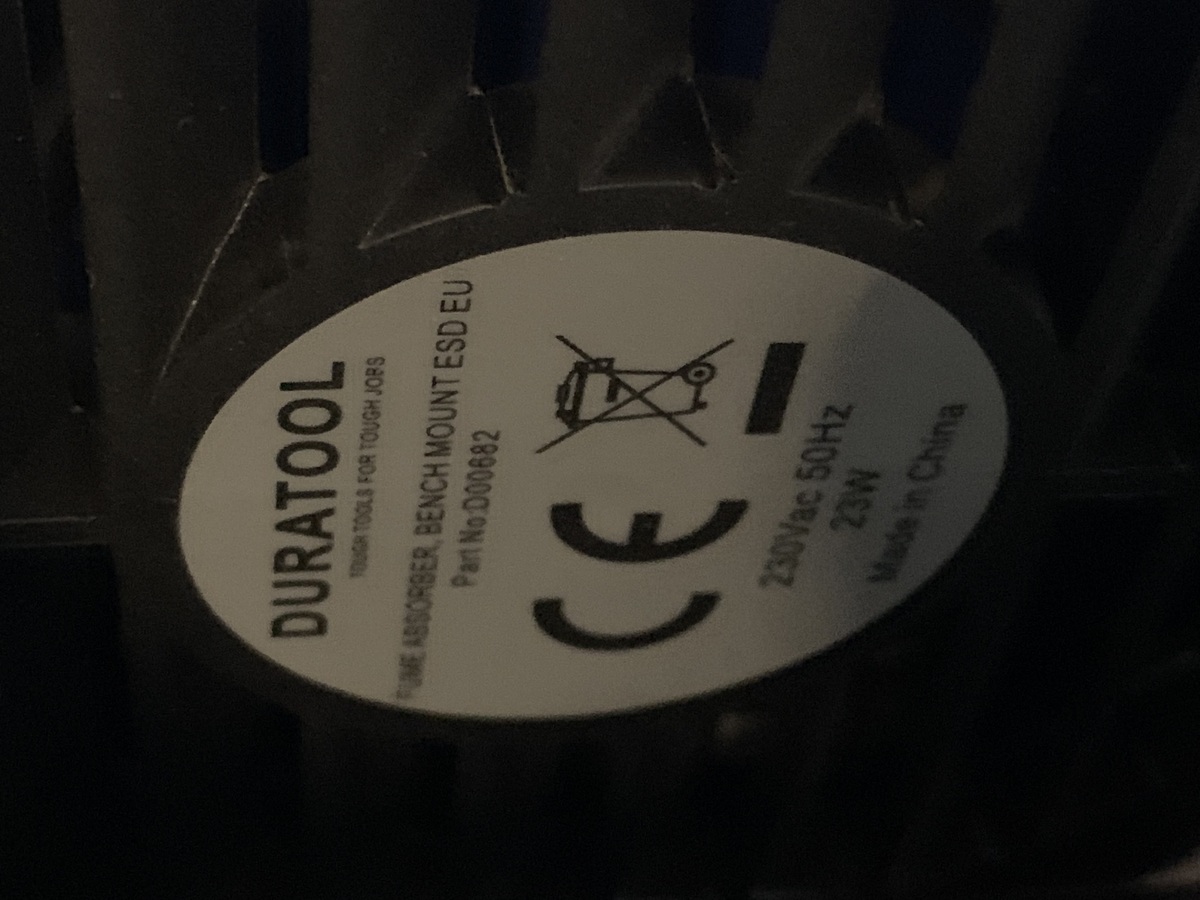 DURATOOL
TOUGH TOOLS FOR TOUGH JOBS
FUME ABSORBER, BENCH MOUNT ESD EU
Part No:D00682
CE
230Vac 50Hz
23W
Made in China